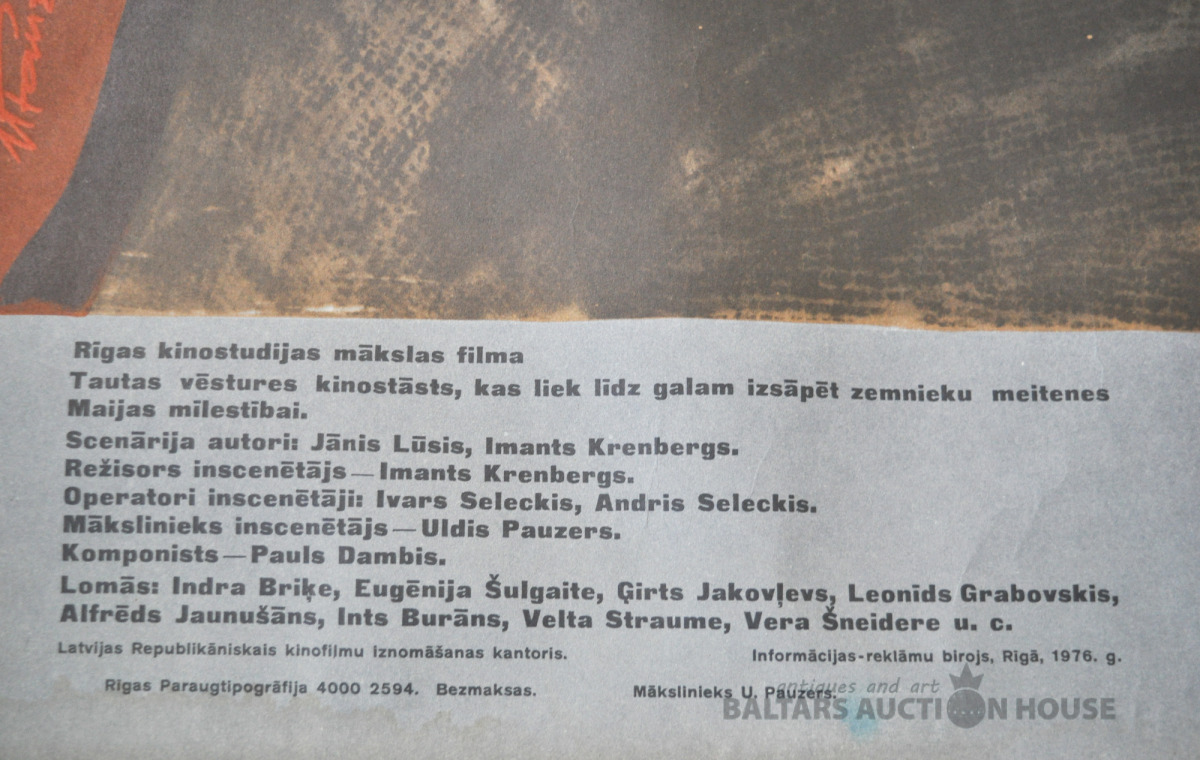 Rīgas kinostudijas mākslas filma
Tautas vēstures kinostāsts, kas liek līdz galam izsāpēt zemnieku meitenes
Maijas mīlestībai.
Scenārija autori: Jānis Lūsis, Imants Krenbergs.
Režisors inscenētājs—Imants Krenbergs.
Operatori inscenētāji: Ivars Seleckis, Andris Seleckis.
Mākslinieks inscenētājs—Uldis Pauzers.
Komponists—Pauls Dambis.
Lomās: Indra Briķe, Eugēnija Šulgaite, Ģirts Jakovļevs, Leonīds Grabovskis,
Alfrēds Jaunušāns, Ints Burāns, Velta Straume, Vera Šneidere u. c.
Latvijas Republikāniskais kinofilmu iznomāšanas kantoris.
Informācijas-reklāmu birojs, Rīgā, 1976. g.
Rīgas Paraugtipogrāfija 4000 2594. Bezmaksas.
Mākslinieks U. Pauzers.
antiques and art
BALTARS AUCTION HOUSE